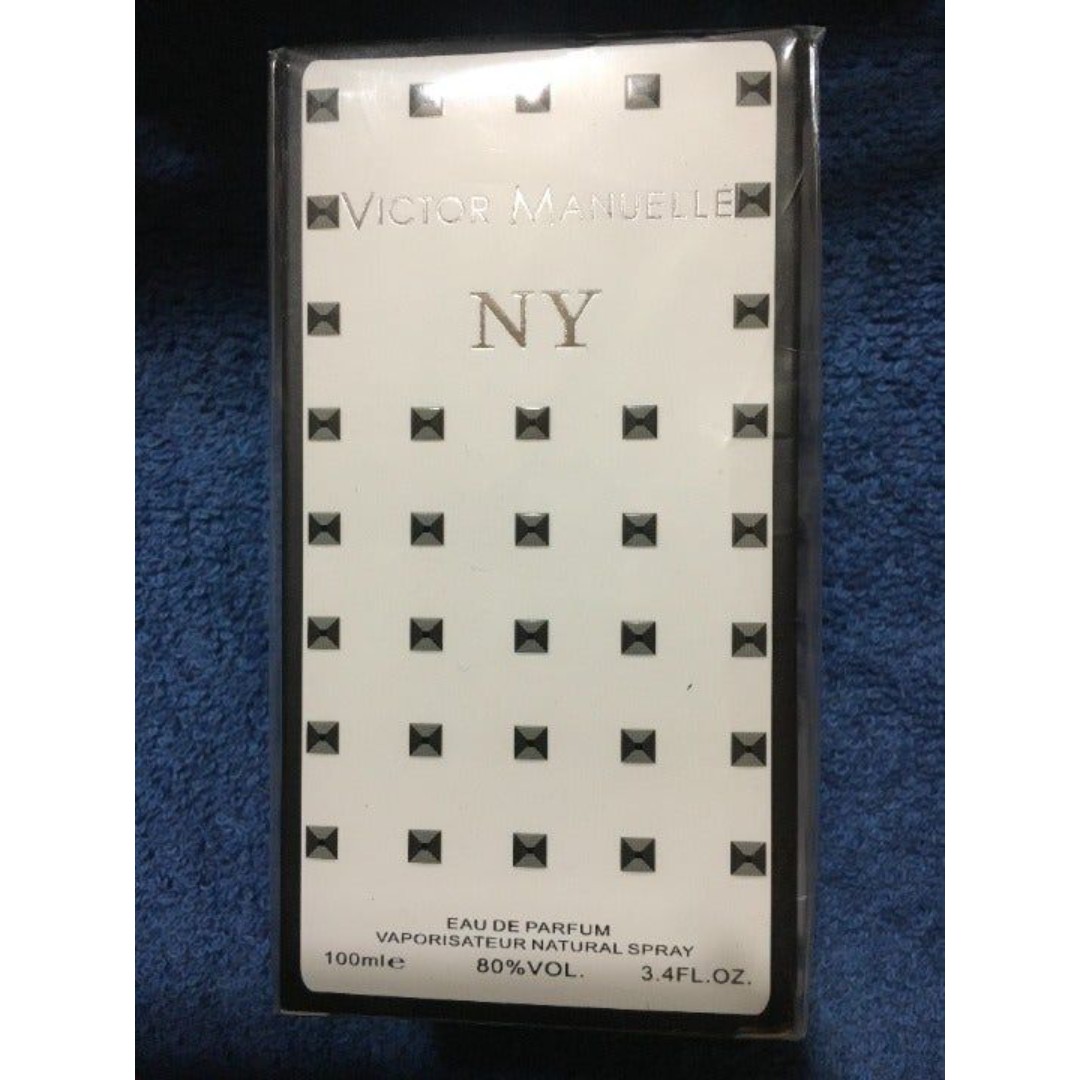 VICTOR MANUELLE
NY
EAU DE PARFUM
VAPORISATEUR NATURAL SPRAY
100ml℮ 80%VOL. 3.4FL.OZ.